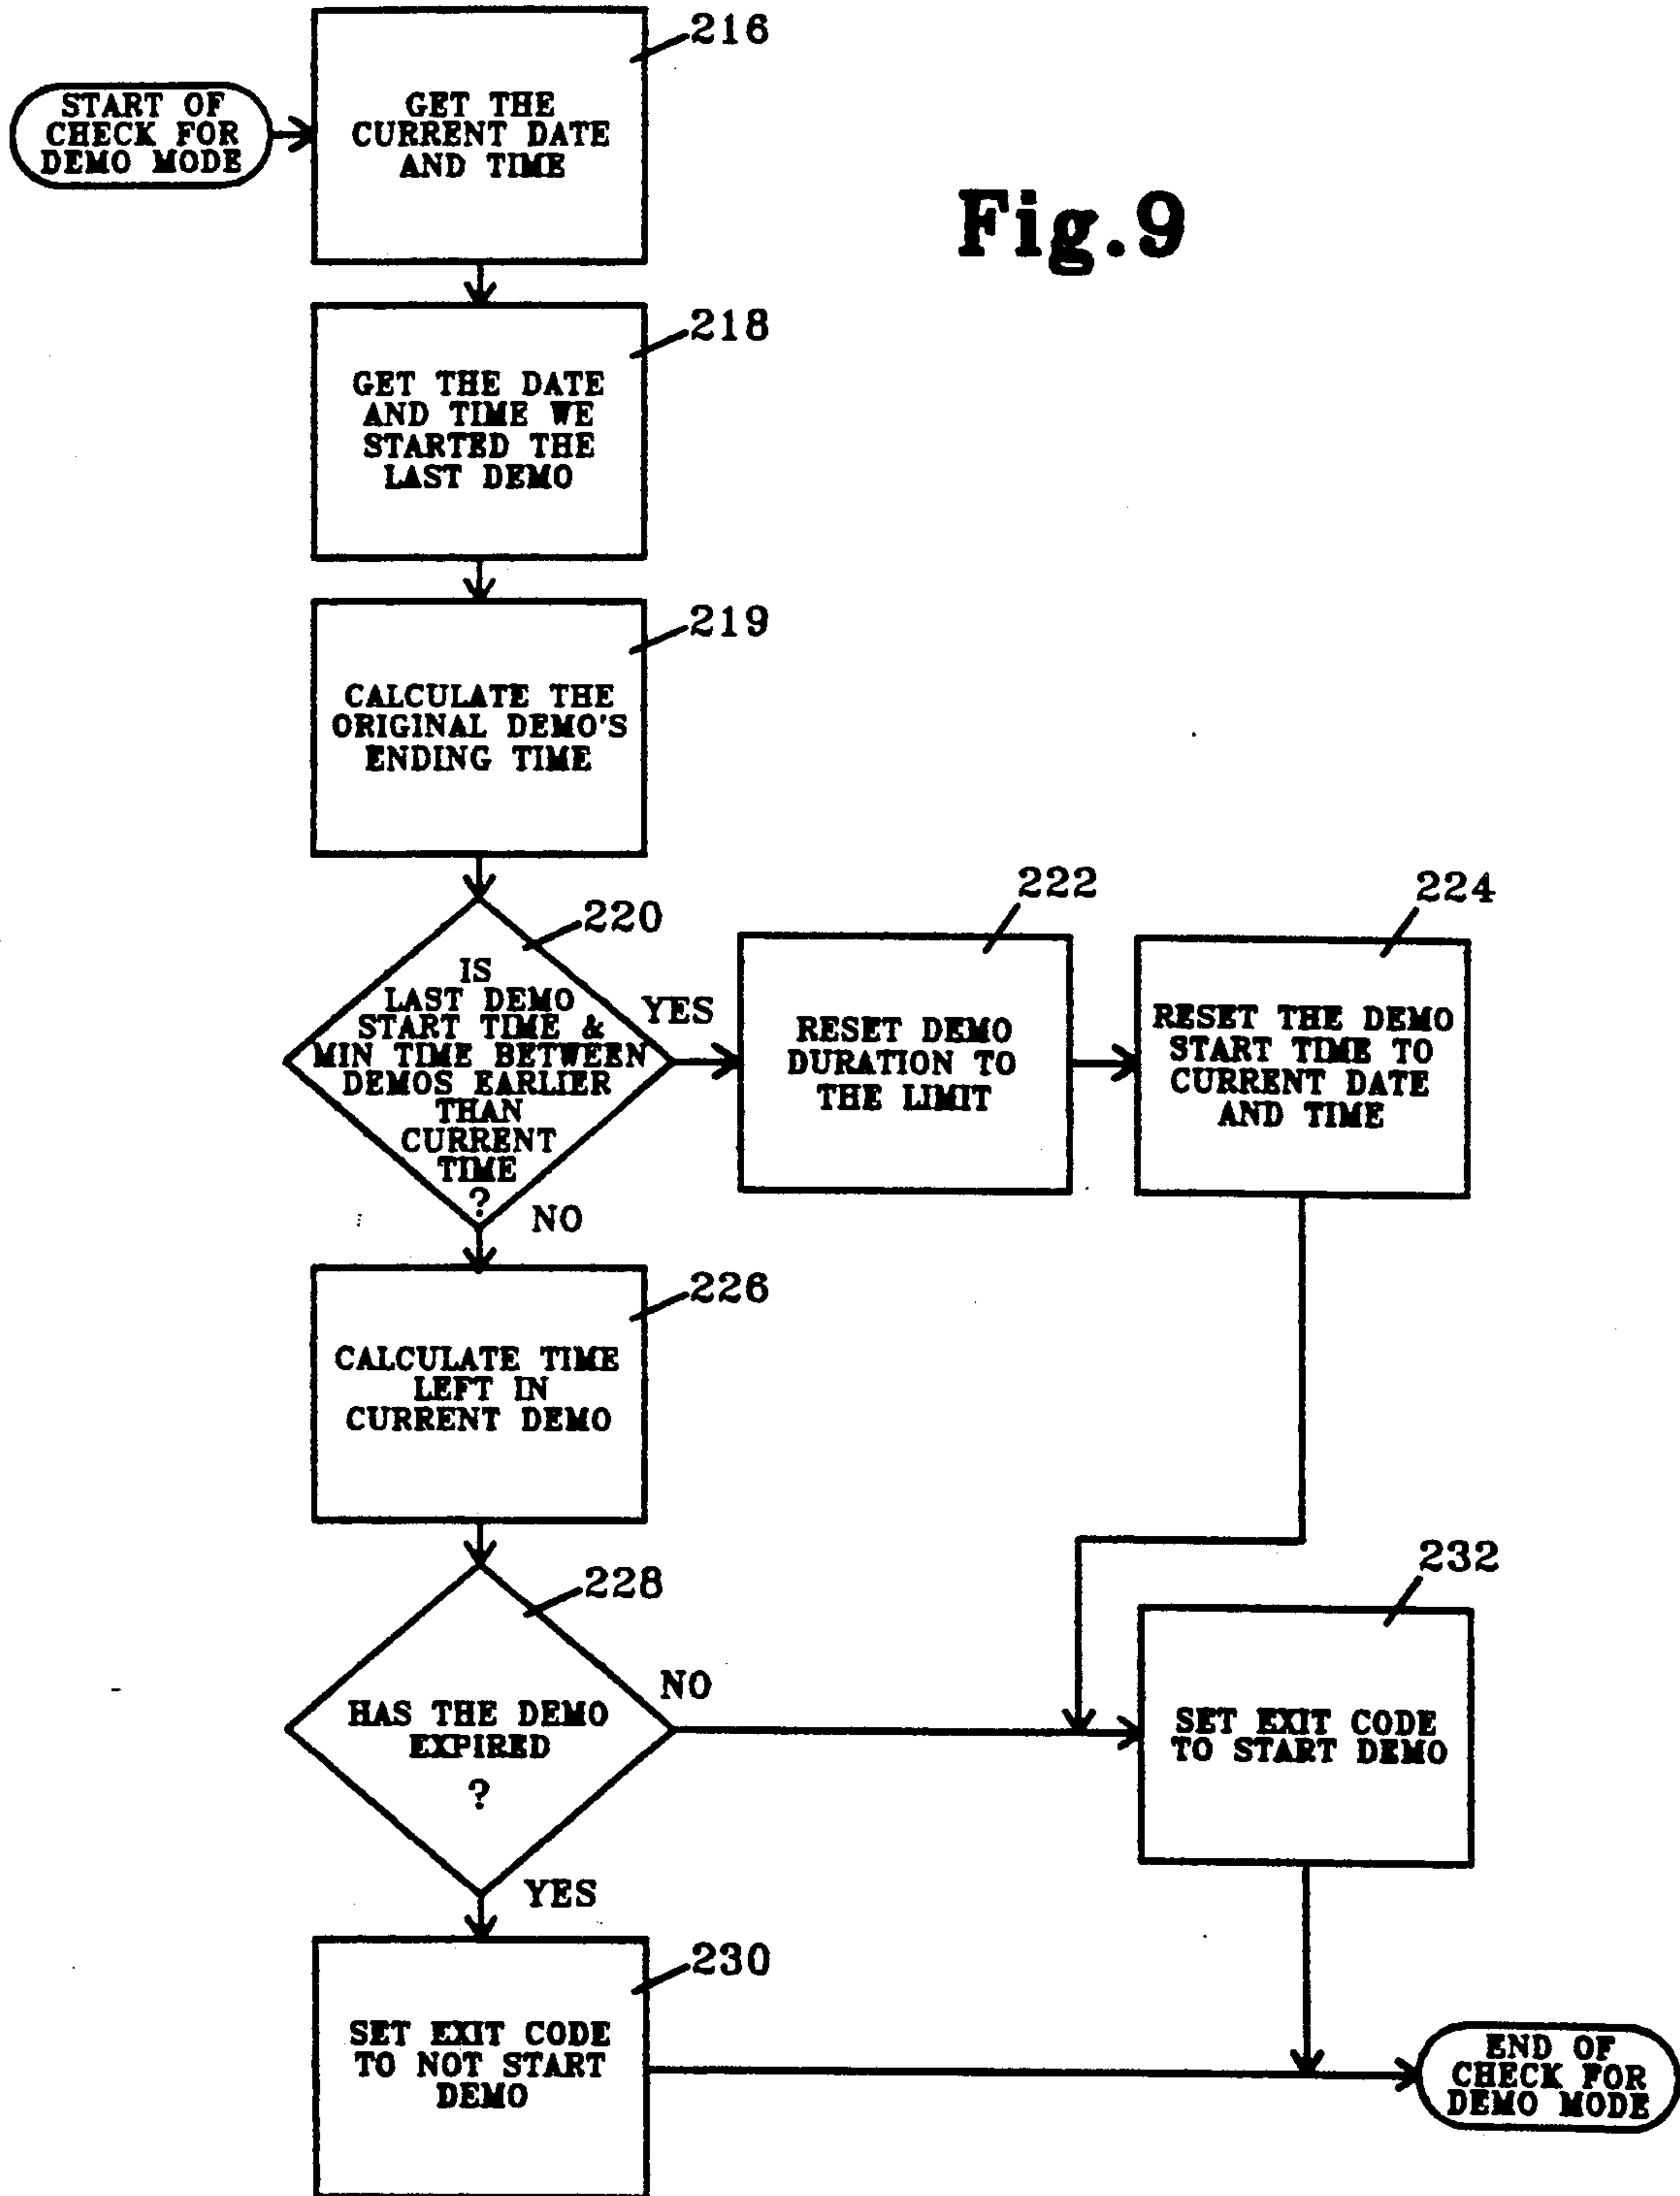 216
START OF
CHECK FOR
DEMO MODE
GET THE
CURRENT DATE
AND TIME
Fig.9
218
GET THE DATE
AND TIME WE
STARTED THE
LAST DEMO
219
CALCULATE THE
ORIGINAL DEMO'S
ENDING TIME
220
IS
LAST DEMO
START TIME &
MIN TIME BETWEEN
DEMOS EARLIER
THAN
CURRENT
TIME
?
YES
NO
222
RESET DEMO
DURATION TO
THE LIMIT
224
RESET THE DEMO
START TIME TO
CURRENT DATE
AND TIME
226
CALCULATE TIME
LEFT IN
CURRENT DEMO
228
HAS THE DEMO
EXPIRED
?
NO
YES
232
SET EXIT CODE
TO START DEMO
230
SET EXIT CODE
TO NOT START
DEMO
END OF
CHECK FOR
DEMO MODE